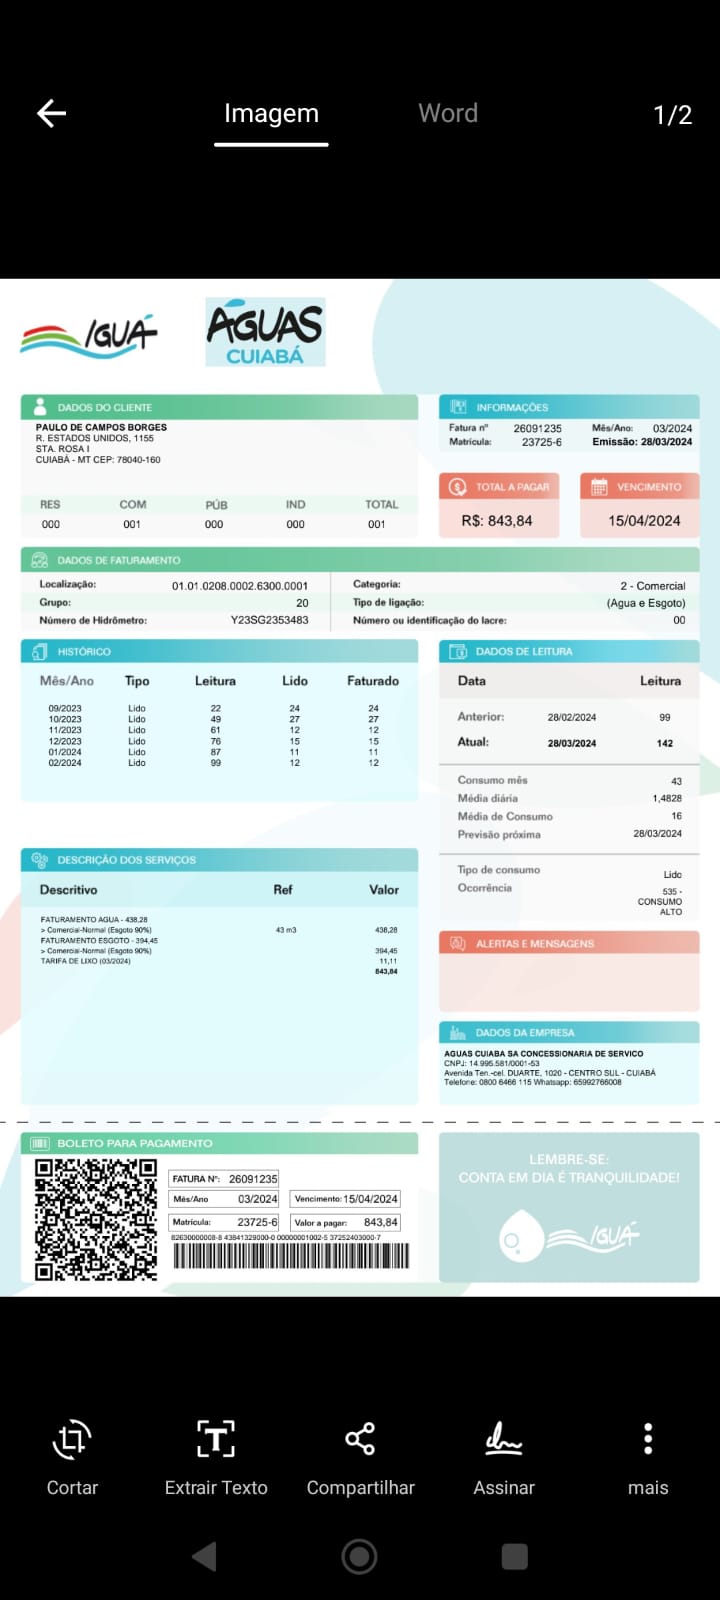 Imagem Word 1/2
IGUÁ ÁGUAS CUIABÁ
DADOS DO CLIENTE
PAULO DE CAMPOS BORGES
R. ESTADOS UNIDOS, 1155
STA. ROSA I
CUIABÁ - MT CEP: 78040-160
RES COM PÚB IND TOTAL
000 001 000 000 001
INFORMAÇÕES
Fatura nº 26091235 Mês/Ano: 03/2024
Matrícula: 23725-6 Emissão: 28/03/2024
TOTAL A PAGAR
R$: 843,84
VENCIMENTO
15/04/2024
DADOS DE FATURAMENTO
Localização: 01.01.0208.0002.6300.0001 Categoria: 2 - Comercial
Grupo: 20 Tipo de ligação: (Agua e Esgoto)
Número de Hidrômetro: Y23SG2353483 Número ou identificação do lacre: 00
HISTÓRICO
Mês/Ano Tipo Leitura Lido Faturado
09/2023 Lido 22 24 24
10/2023 Lido 49 27 27
11/2023 Lido 61 12 12
12/2023 Lido 76 15 15
01/2024 Lido 87 11 11
02/2024 Lido 99 12 12
DADOS DE LEITURA
Data Leitura
Anterior: 28/02/2024 99
Atual: 28/03/2024 142
Consumo mês 43
Média diária 1,4828
Média de Consumo 16
Previsão próxima 28/03/2024
Tipo de consumo Lido
Ocorrência 535 -
CONSUMO
ALTO
DESCRIÇÃO DOS SERVIÇOS
Descritivo Ref Valor
FATURAMENTO AGUA - 438,28
> Comercial-Normal (Esgoto 90%) 43 m3 438,28
FATURAMENTO ESGOTO - 394,45
> Comercial-Normal (Esgoto 90%) 394,45
TARIFA DE LIXO (03/2024) 11,11
843,84
ALERTAS E MENSAGENS
DADOS DA EMPRESA
AGUAS CUIABA SA CONCESSIONARIA DE SERVICO
CNPJ: 14.995.581/0001-53
Avenida Ten.-cel. DUARTE, 1020 - CENTRO SUL - CUIABÁ
Telefone: 0800 6466 115 Whatsapp: 65992766008
BOLETO PARA PAGAMENTO
FATURA Nº: 26091235
Mês/Ano 03/2024 Vencimento: 15/04/2024
Matrícula: 23725-6 Valor a pagar: 843,84
82630000008-8 43841329000-0 00000001002-5 37252403000-7
LEMBRE-SE:
CONTA EM DIA É TRANQUILIDADE!
IGUÁ
Cortar Extrair Texto Compartilhar Assinar mais